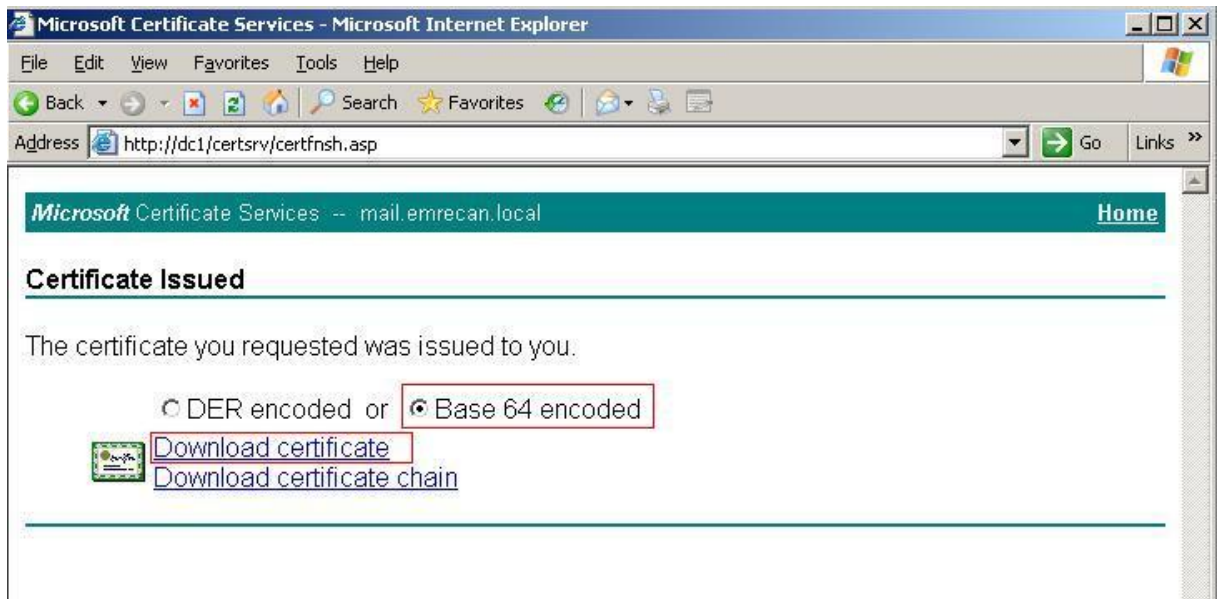 Microsoft Certificate Services - Microsoft Internet Explorer
File Edit View Favorites Tools Help
Back Search Favorites
Address http://dc1/certsrv/certfnsh.asp Go Links »
Microsoft Certificate Services -- mail.emrecan.local Home
Certificate Issued
The certificate you requested was issued to you.
DER encoded or Base 64 encoded
Download certificate
Download certificate chain